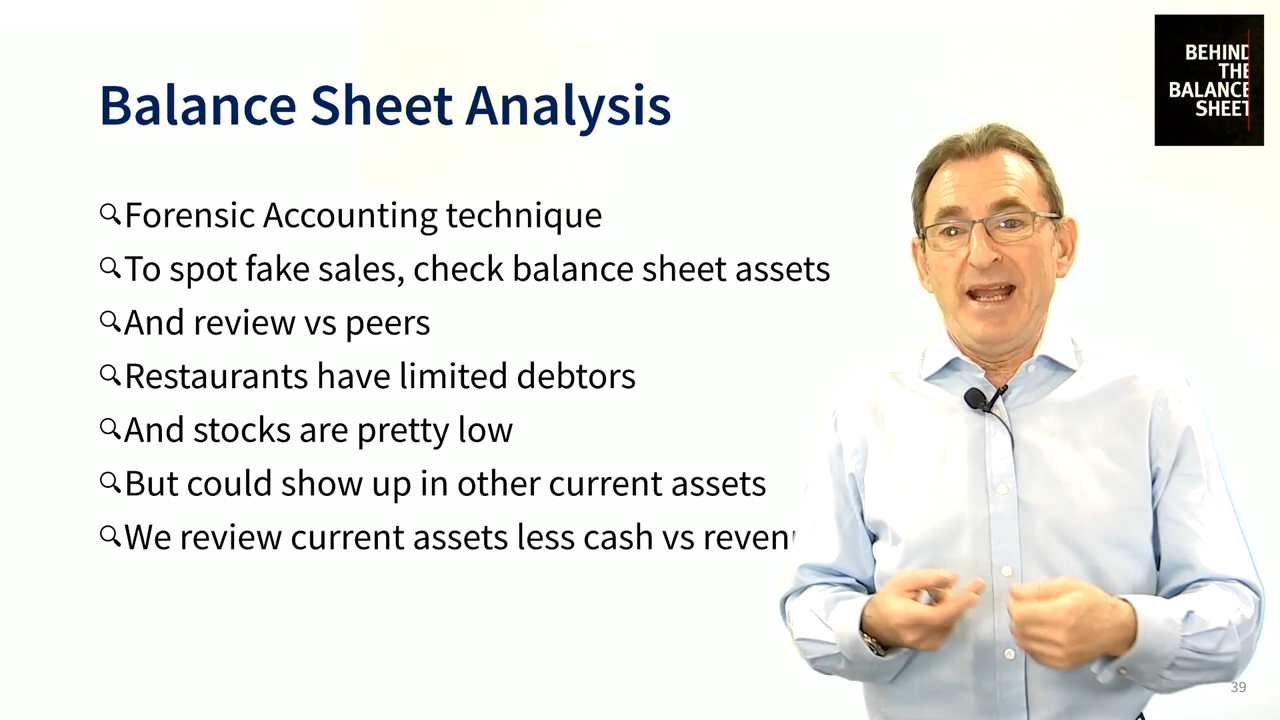 BEHIND
THE
BALANCE
SHEET
Balance Sheet Analysis
Forensic Accounting technique
To spot fake sales, check balance sheet assets
And review vs peers
Restaurants have limited debtors
And stocks are pretty low
But could show up in other current assets
We review current assets less cash vs
39